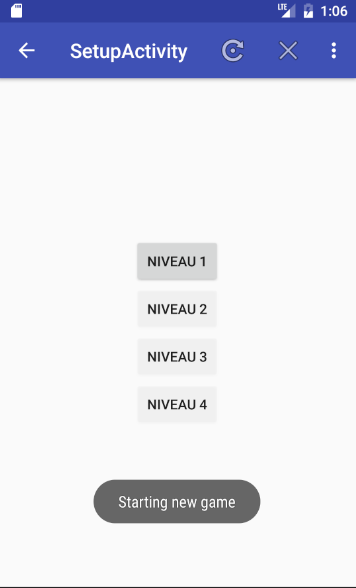 LTE 1:06
SetupActivity
NIVEAU 1
NIVEAU 2
NIVEAU 3
NIVEAU 4
Starting new game